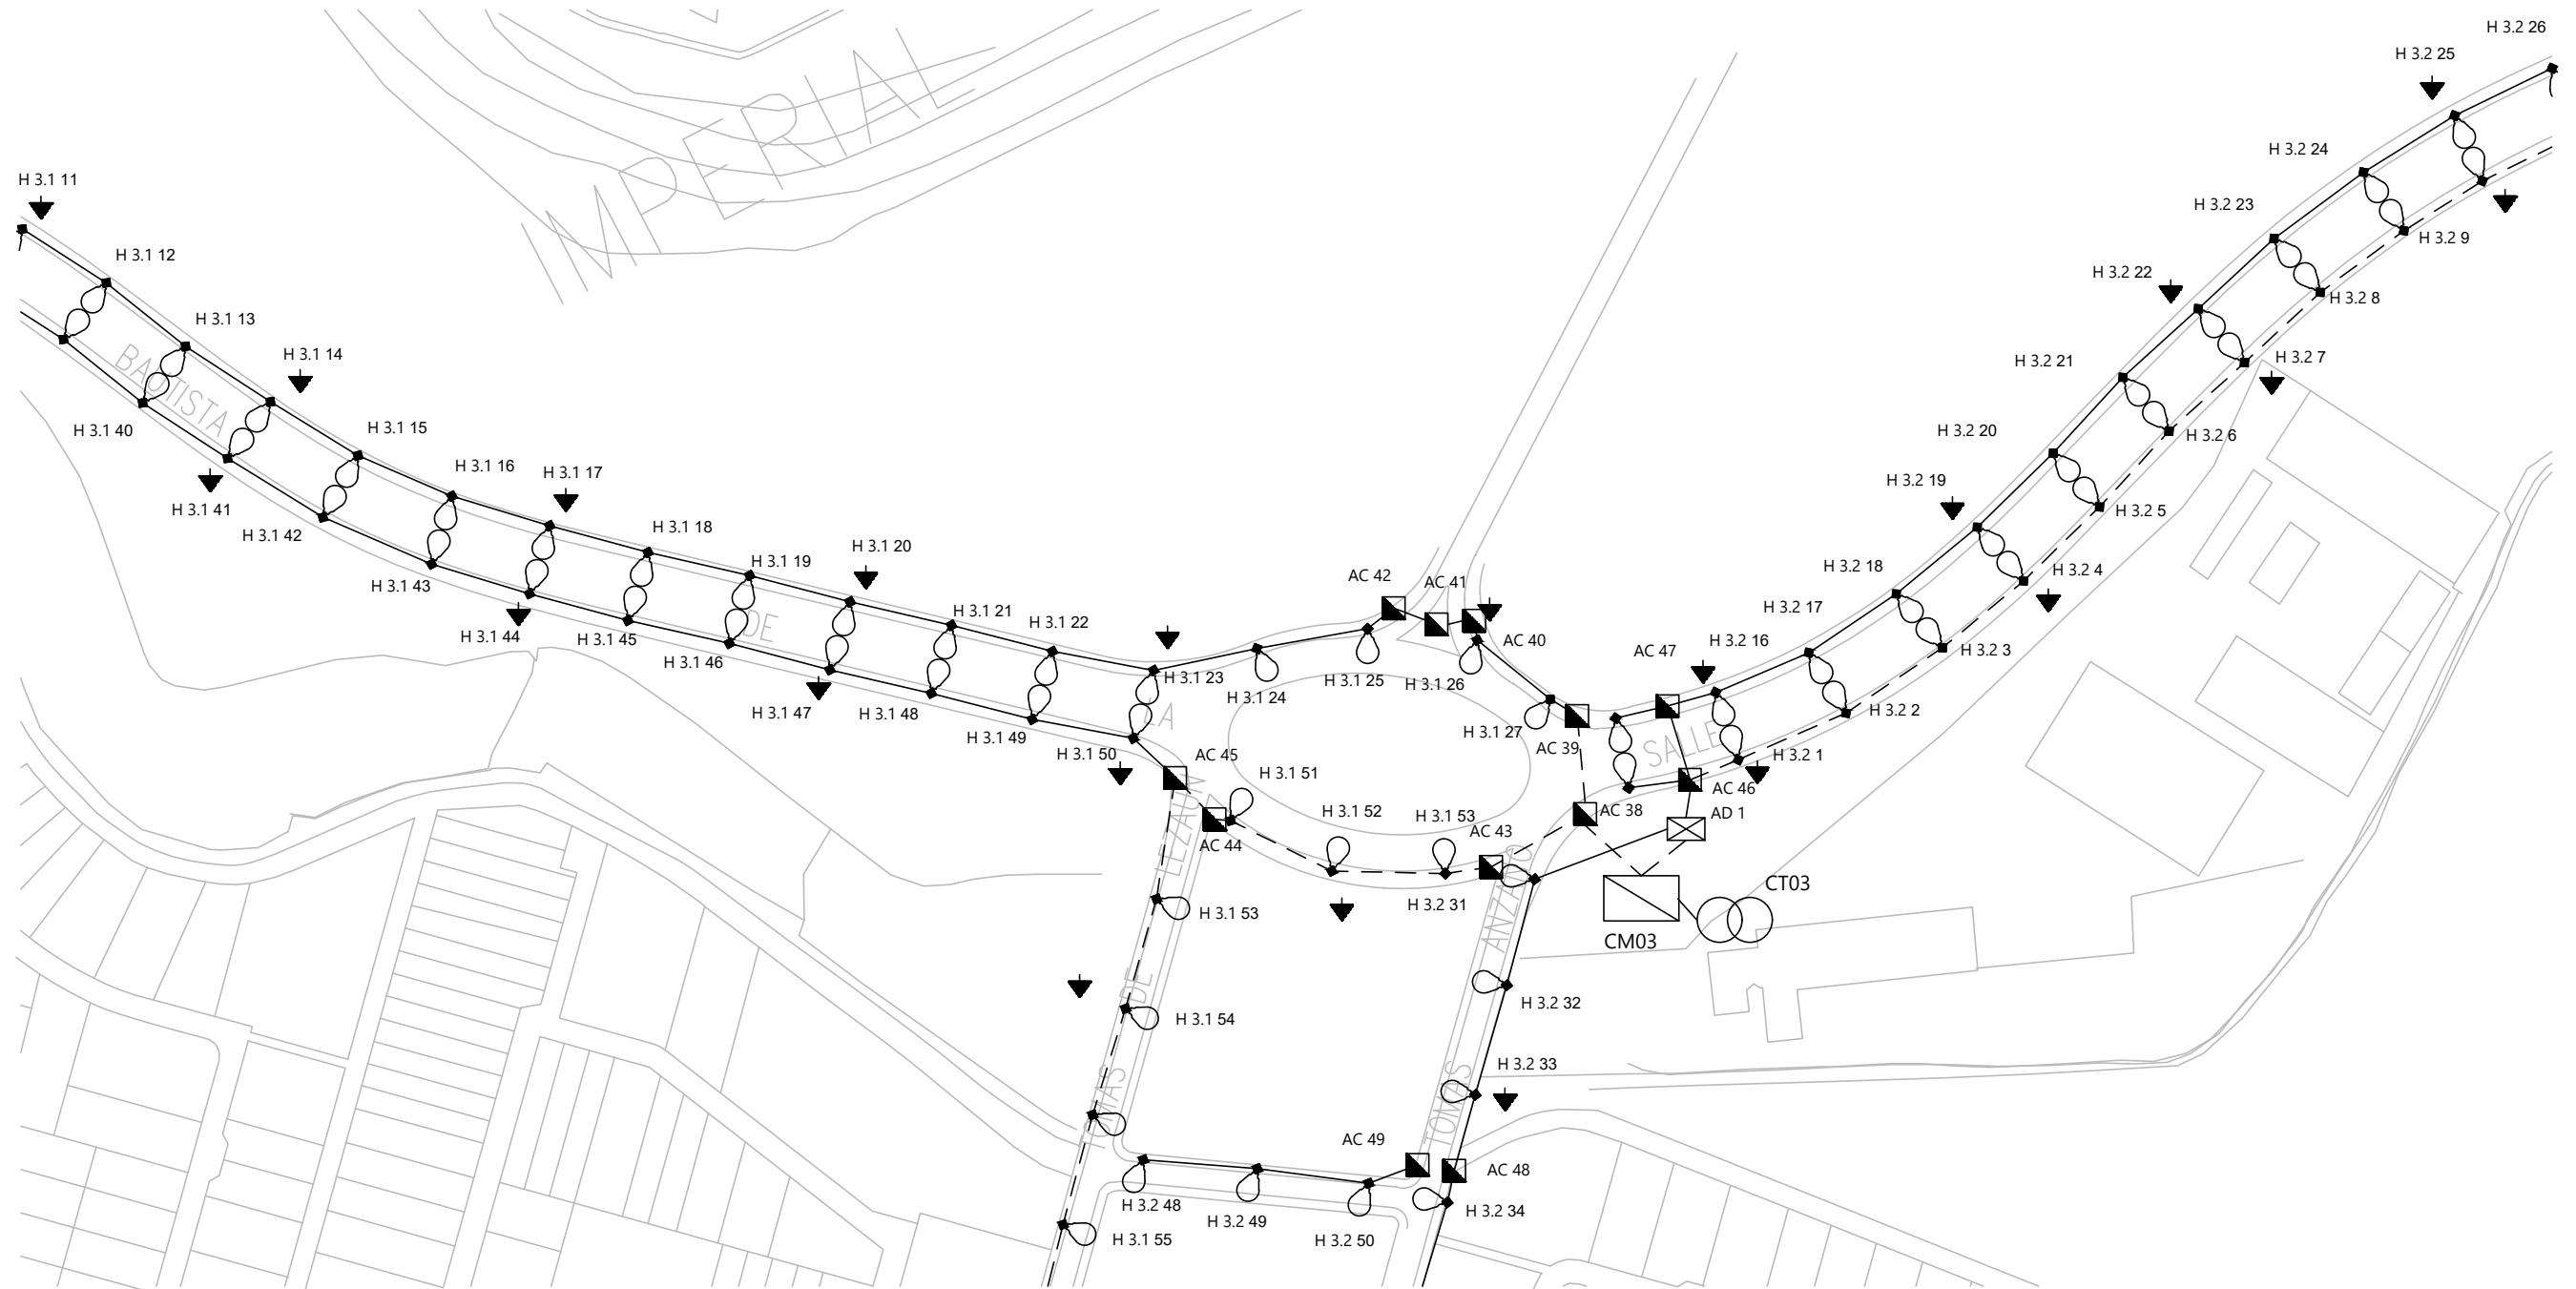 IMPERIAL
H 3.2 26
H 3.2 25
H 3.2 24
H 3.1 11
H 3.2 23
H 3.2 9
H 3.1 12
H 3.2 22
H 3.2 8
H 3.1 13
H 3.1 14
H 3.2 21
H 3.2 7
BAUTISTA
H 3.1 40
H 3.1 15
H 3.2 20
H 3.2 6
H 3.1 16
H 3.1 17
H 3.2 19
H 3.1 41
H 3.2 5
H 3.1 42
H 3.1 18
H 3.1 19
H 3.1 20
H 3.2 18
H 3.2 4
H 3.1 43
AC 42
AC 41
H 3.2 17
H 3.1 21
H 3.1 22
DE
H 3.1 44
H 3.1 45
H 3.1 46
AC 40
AC 47
H 3.2 16
H 3.2 3
H 3.1 23
H 3.1 24
H 3.1 25
H 3.1 26
H 3.1 47
H 3.1 48
LA
H 3.2 2
H 3.1 49
H 3.1 27
AC 39
SALLE
H 3.1 50
AC 45
H 3.1 51
H 3.2 1
AC 46
H 3.1 52
H 3.1 53
AC 38
AD 1
AC 43
AC 44
H 3.2 31
CT03
H 3.1 53
CM03
ANZANO
DE
H 3.2 32
H 3.1 54
H 3.2 33
TOMAS
AC 49
AC 48
H 3.2 48
H 3.2 49
H 3.2 50
H 3.2 34
H 3.1 55